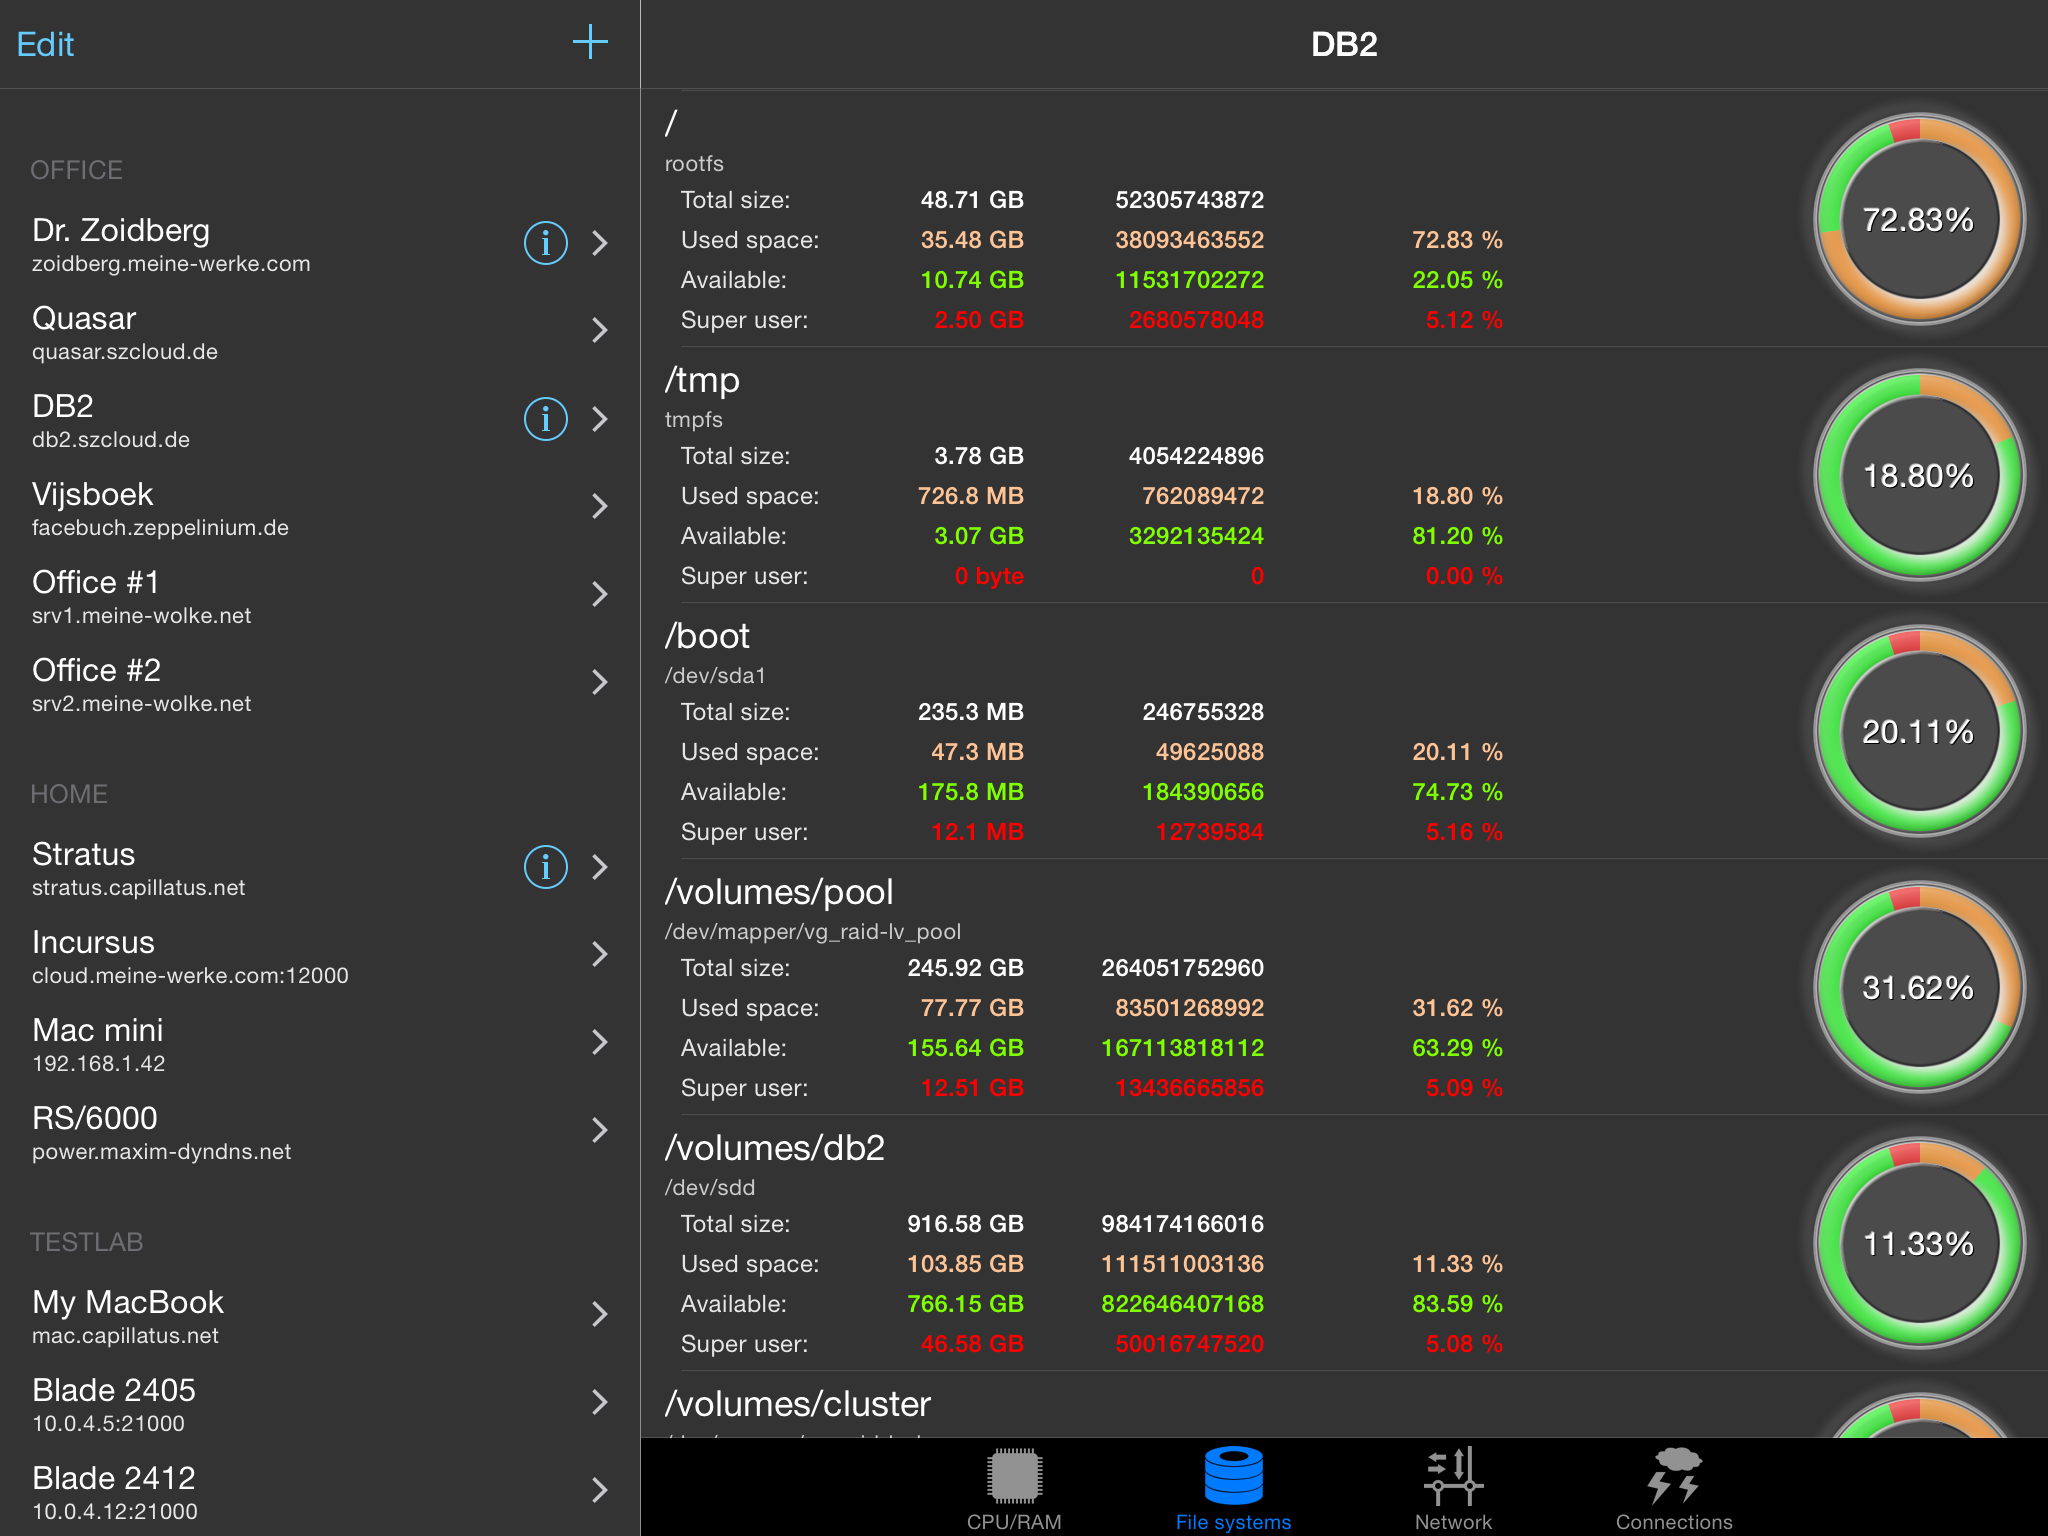 Edit
OFFICE
Dr. Zoidberg
zoidberg.meine-werke.com
Quasar
quasar.szcloud.de
DB2
db2.szcloud.de
Vijsboek
facebuch.zeppelinium.de
Office #1
srv1.meine-wolke.net
Office #2
srv2.meine-wolke.net
HOME
Stratus
stratus.capillatus.net
Incursus
cloud.meine-werke.com:12000
Mac mini
192.168.1.42
RS/6000
power.maxim-dyndns.net
TESTLAB
My MacBook
mac.capillatus.net
Blade 2405
10.0.4.5:21000
Blade 2412
10.0.4.12:21000
DB2
/
rootfs
Total size: 48.71 GB 52305743872
Used space: 35.48 GB 38093463552 72.83 %
Available: 10.74 GB 11531702272 22.05 %
Super user: 2.50 GB 2680578048 5.12 %
72.83%
/tmp
tmpfs
Total size: 3.78 GB 4054224896
Used space: 726.8 MB 762089472 18.80 %
Available: 3.07 GB 3292135424 81.20 %
Super user: 0 byte 0 0.00 %
18.80%
/boot
/dev/sda1
Total size: 235.3 MB 246755328
Used space: 47.3 MB 49625088 20.11 %
Available: 175.8 MB 184390656 74.73 %
Super user: 12.1 MB 12739584 5.16 %
20.11%
/volumes/pool
/dev/mapper/vg_raid-lv_pool
Total size: 245.92 GB 264051752960
Used space: 77.77 GB 83501268992 31.62 %
Available: 155.64 GB 167113818112 63.29 %
Super user: 12.51 GB 13436665856 5.09 %
31.62%
/volumes/db2
/dev/sdd
Total size: 916.58 GB 984174166016
Used space: 103.85 GB 111511003136 11.33 %
Available: 766.15 GB 822646407168 83.59 %
Super user: 46.58 GB 50016747520 5.08 %
11.33%
/volumes/cluster
CPU/RAM
File systems
Network
Connections